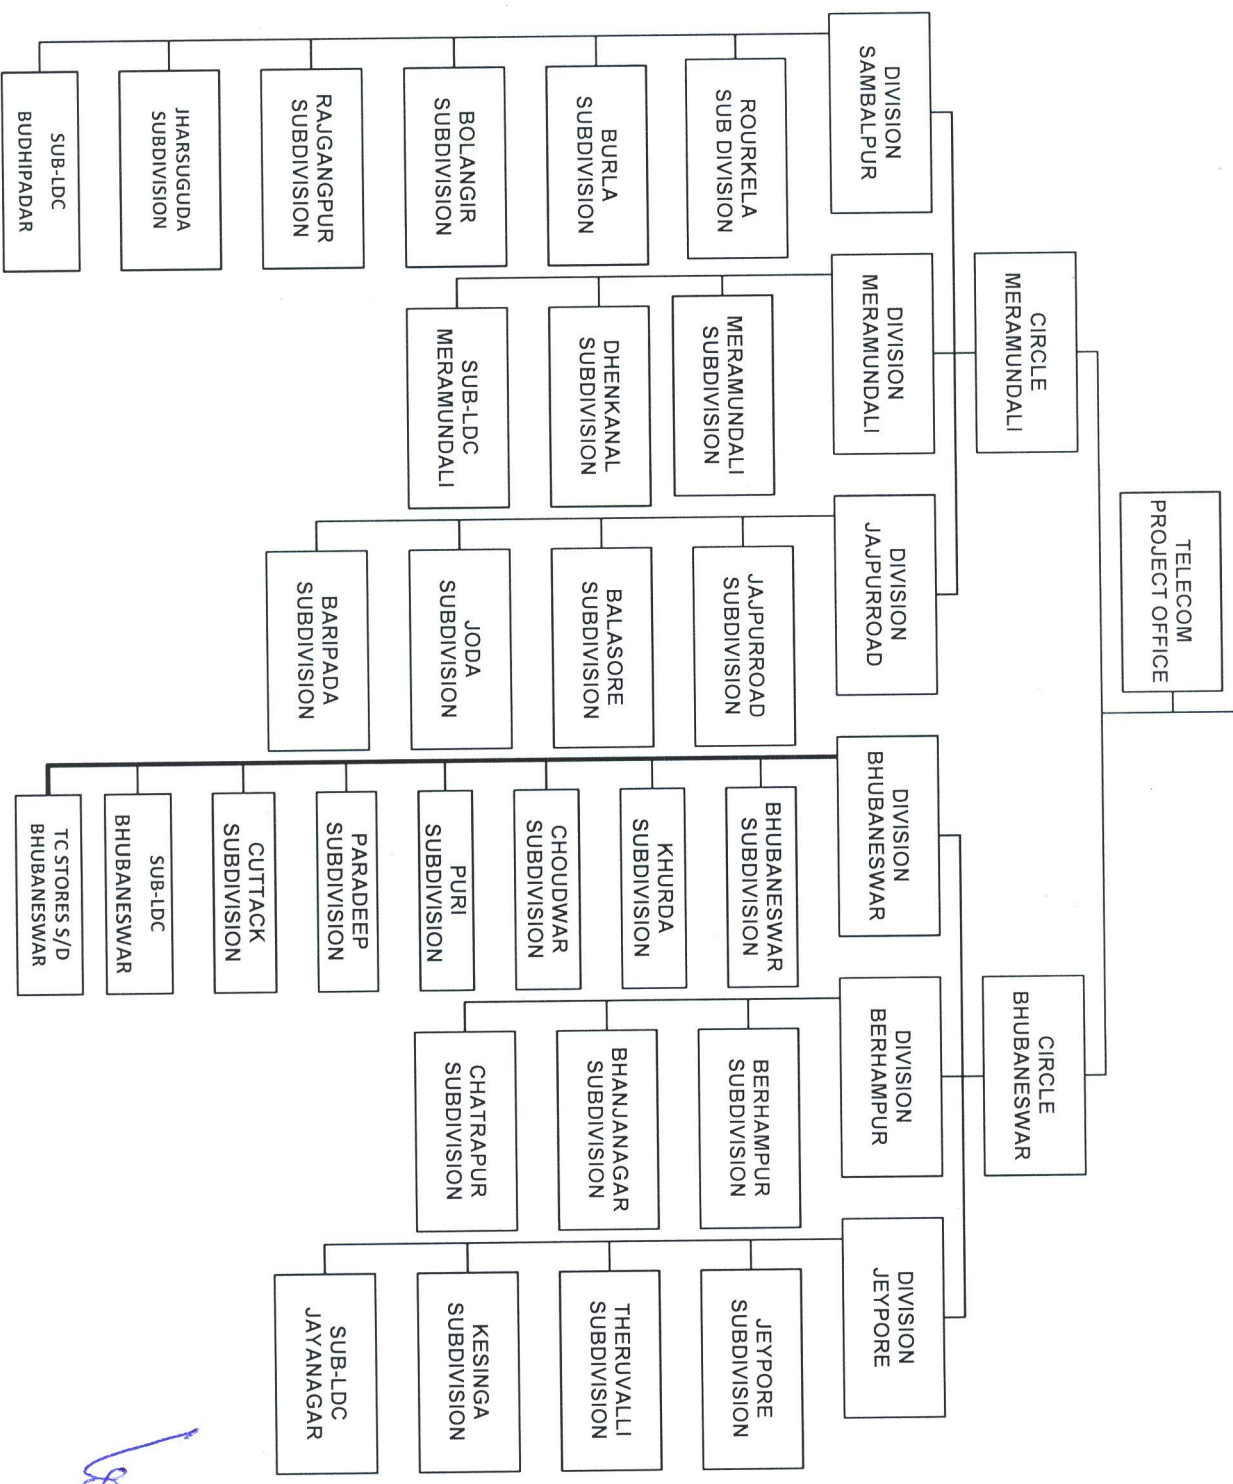 TELECOM
PROJECT OFFICE
CIRCLE
MERAMUNDALI
CIRCLE
BHUBANESWAR
DIVISION
SAMBALPUR
DIVISION
MERAMUNDALI
DIVISION
JAJPURROAD
DIVISION
BHUBANESWAR
DIVISION
BERHAMPUR
DIVISION
JEYPORE
ROURKELA
SUB DIVISION
BURLA
SUBDIVISION
BOLANGIR
SUBDIVISION
RAJGANGPUR
SUBDIVISION
JHARSUGUDA
SUBDIVISION
SUB-LDC
BUDHIPADAR
MERAMUNDALI
SUBDIVISION
DHENKANAL
SUBDIVISION
SUB-LDC
MERAMUNDALI
JAJPURROAD
SUBDIVISION
BALASORE
SUBDIVISION
JODA
SUBDIVISION
BARIPADA
SUBDIVISION
BHUBANESWAR
SUBDIVISION
KHURDA
SUBDIVISION
CHOUDWAR
SUBDIVISION
PURI
SUBDIVISION
PARADEEP
SUBDIVISION
CUTTACK
SUBDIVISION
SUB-LDC
BHUBANESWAR
TC STORES S/D
BHUBANESWAR
BERHAMPUR
SUBDIVISION
BHANJANAGAR
SUBDIVISION
CHATRAPUR
SUBDIVISION
JEYPORE
SUBDIVISION
THERUVALLI
SUBDIVISION
KESINGA
SUBDIVISION
SUB-LDC
JAYANAGAR